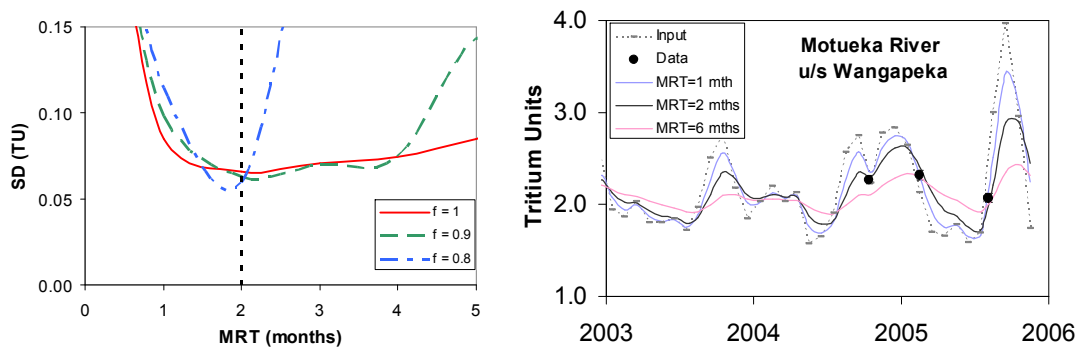 0.15
0.10
0.05
0.00
SD (TU)
0 1 2 3 4 5
MRT (months)
f = 1
f = 0.9
f = 0.8
4.0
3.0
2.0
1.0
Tritium Units
Input
Data
MRT=1 mth
MRT=2 mths
MRT=6 mths
Motueka River
u/s Wangapeka
2003 2004 2005 2006